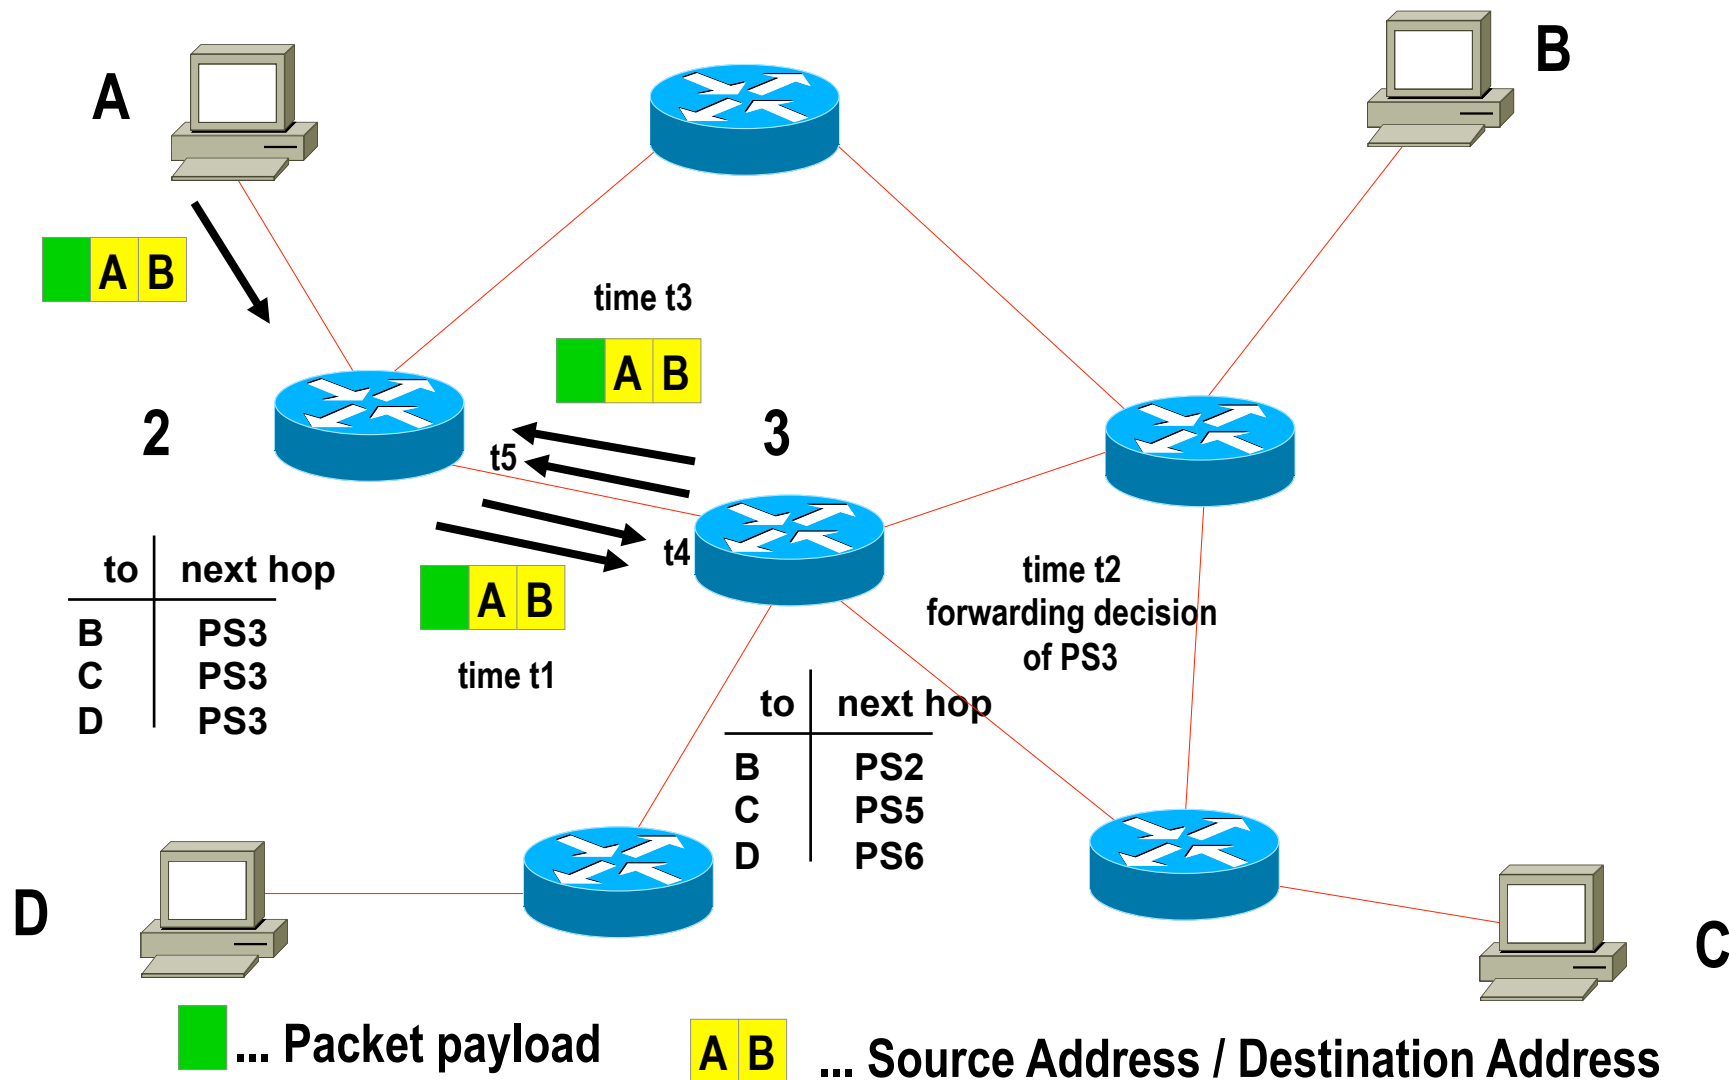 A
B
A B
time t3
A B
2
3
t5
t4
A B
time t1
time t2
forwarding decision
of PS3
to next hop
B PS3
C PS3
D PS3
to next hop
B PS2
C PS5
D PS6
D
C
... Packet payload
A B ... Source Address / Destination Address